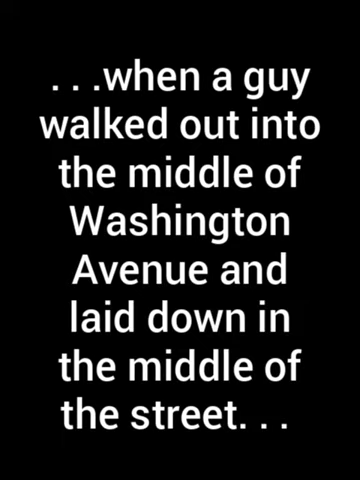 . . .when a guy
walked out into
the middle of
Washington
Avenue and
laid down in
the middle of
the street. . .